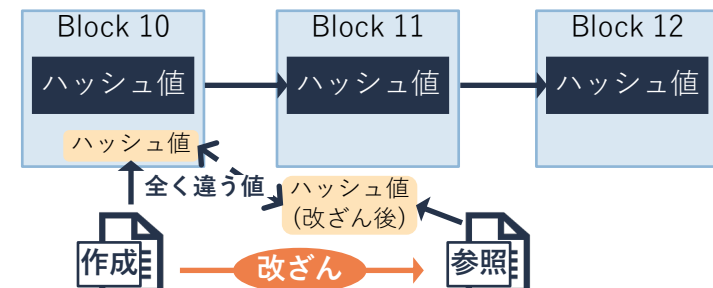 Block 10
Block 11
Block 12
ハッシュ値
ハッシュ値
ハッシュ値
ハッシュ値
全く違う値
ハッシュ値
(改ざん後)
作成
改ざん
参照